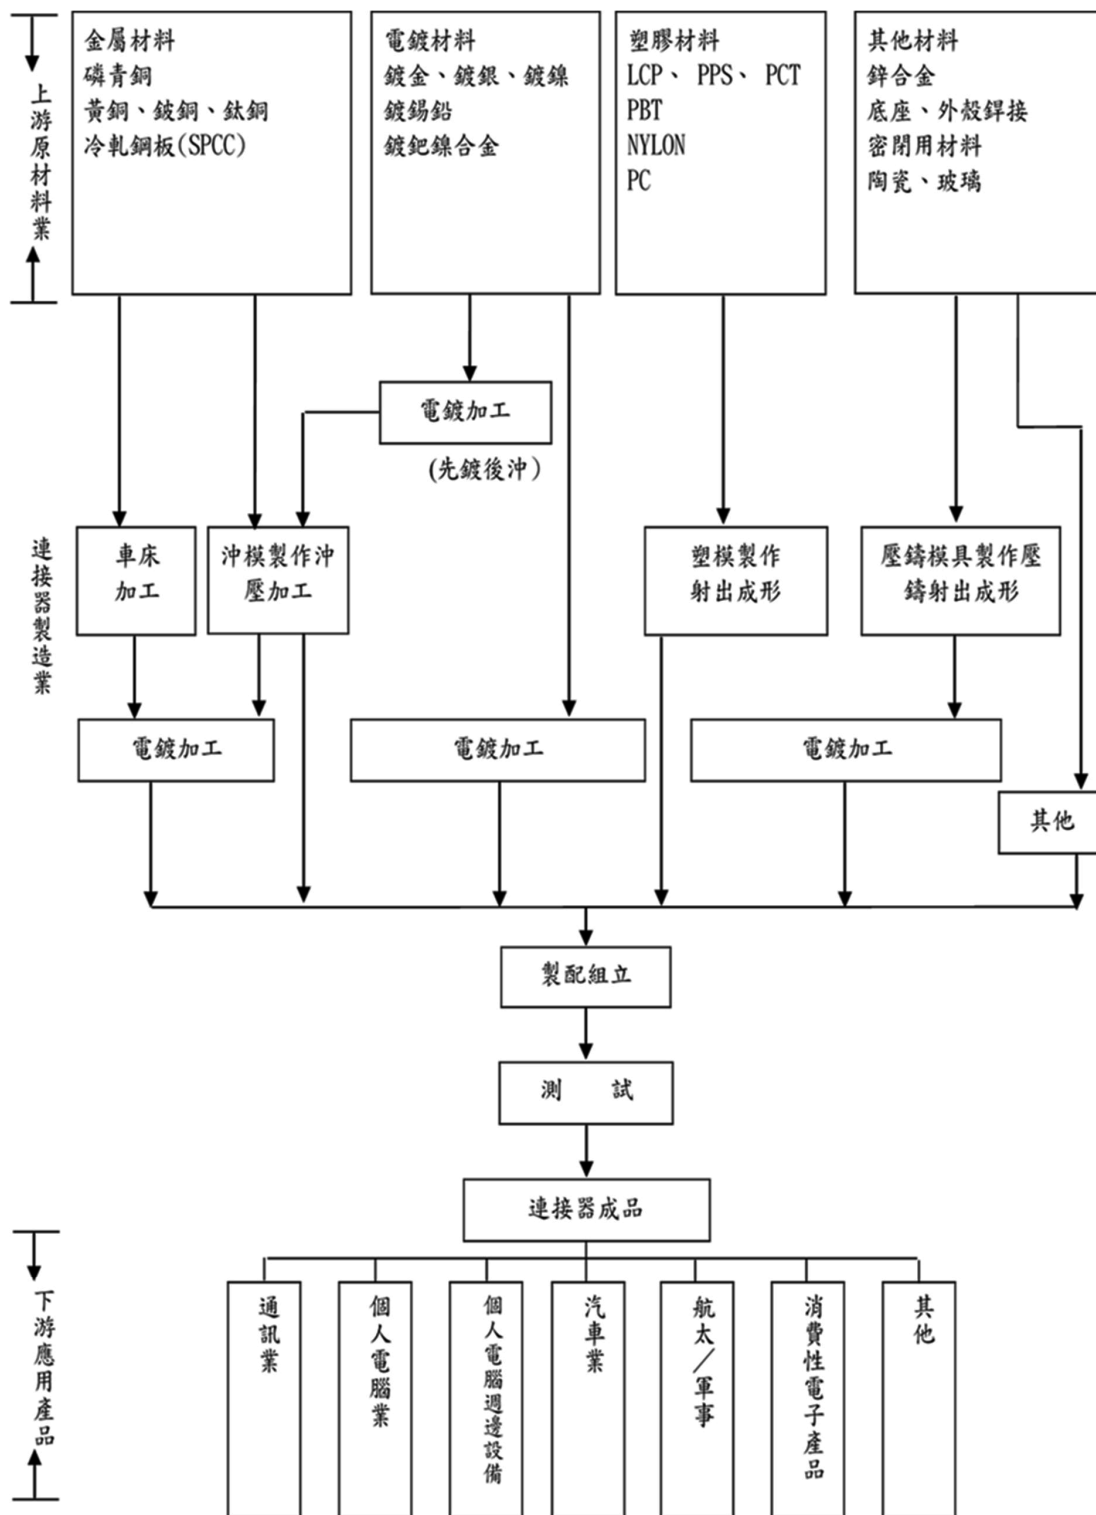 上游原材料業
金屬材料
磷青銅
黃銅、鈹銅、鈦銅
冷軋鋼板(SPCC)
電鍍材料
鍍金、鍍銀、鍍鎳
鍍錫鉛
鍍鈀鎳合金
塑膠材料
LCP、 PPS、 PCT
PBT
NYLON
PC
其他材料
鋅合金
底座、外殼銲接
密閉用材料
陶瓷、玻璃
電鍍加工
(先鍍後沖)
連接器製造業
車床
加工
沖模製作沖
壓加工
塑模製作
射出成形
壓鑄模具製作壓
鑄射出成形
電鍍加工
電鍍加工
電鍍加工
其他
製配組立
測 試
連接器成品
下游應用產品
通訊業
個人電腦業
個人電腦週邊設備
汽車業
航太／軍事
消費性電子產品
其他